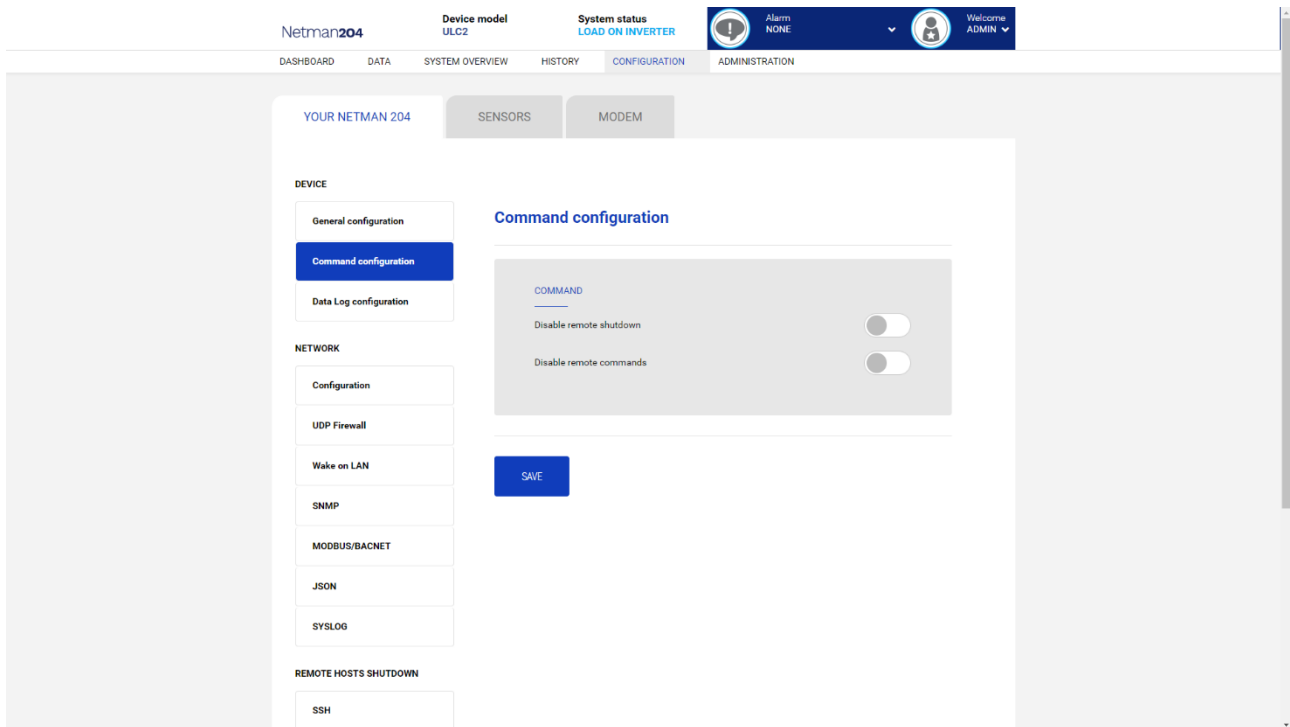 Netman204
Device model
ULC2
System status
LOAD ON INVERTER
Alarm
NONE
Welcome
ADMIN
DASHBOARD DATA SYSTEM OVERVIEW HISTORY CONFIGURATION ADMINISTRATION
YOUR NETMAN 204 SENSORS MODEM
DEVICE
General configuration
Command configuration
Data Log configuration
NETWORK
Configuration
UDP Firewall
Wake on LAN
SNMP
MODBUS/BACNET
JSON
SYSLOG
REMOTE HOSTS SHUTDOWN
SSH
Command configuration
COMMAND
Disable remote shutdown
Disable remote commands
SAVE